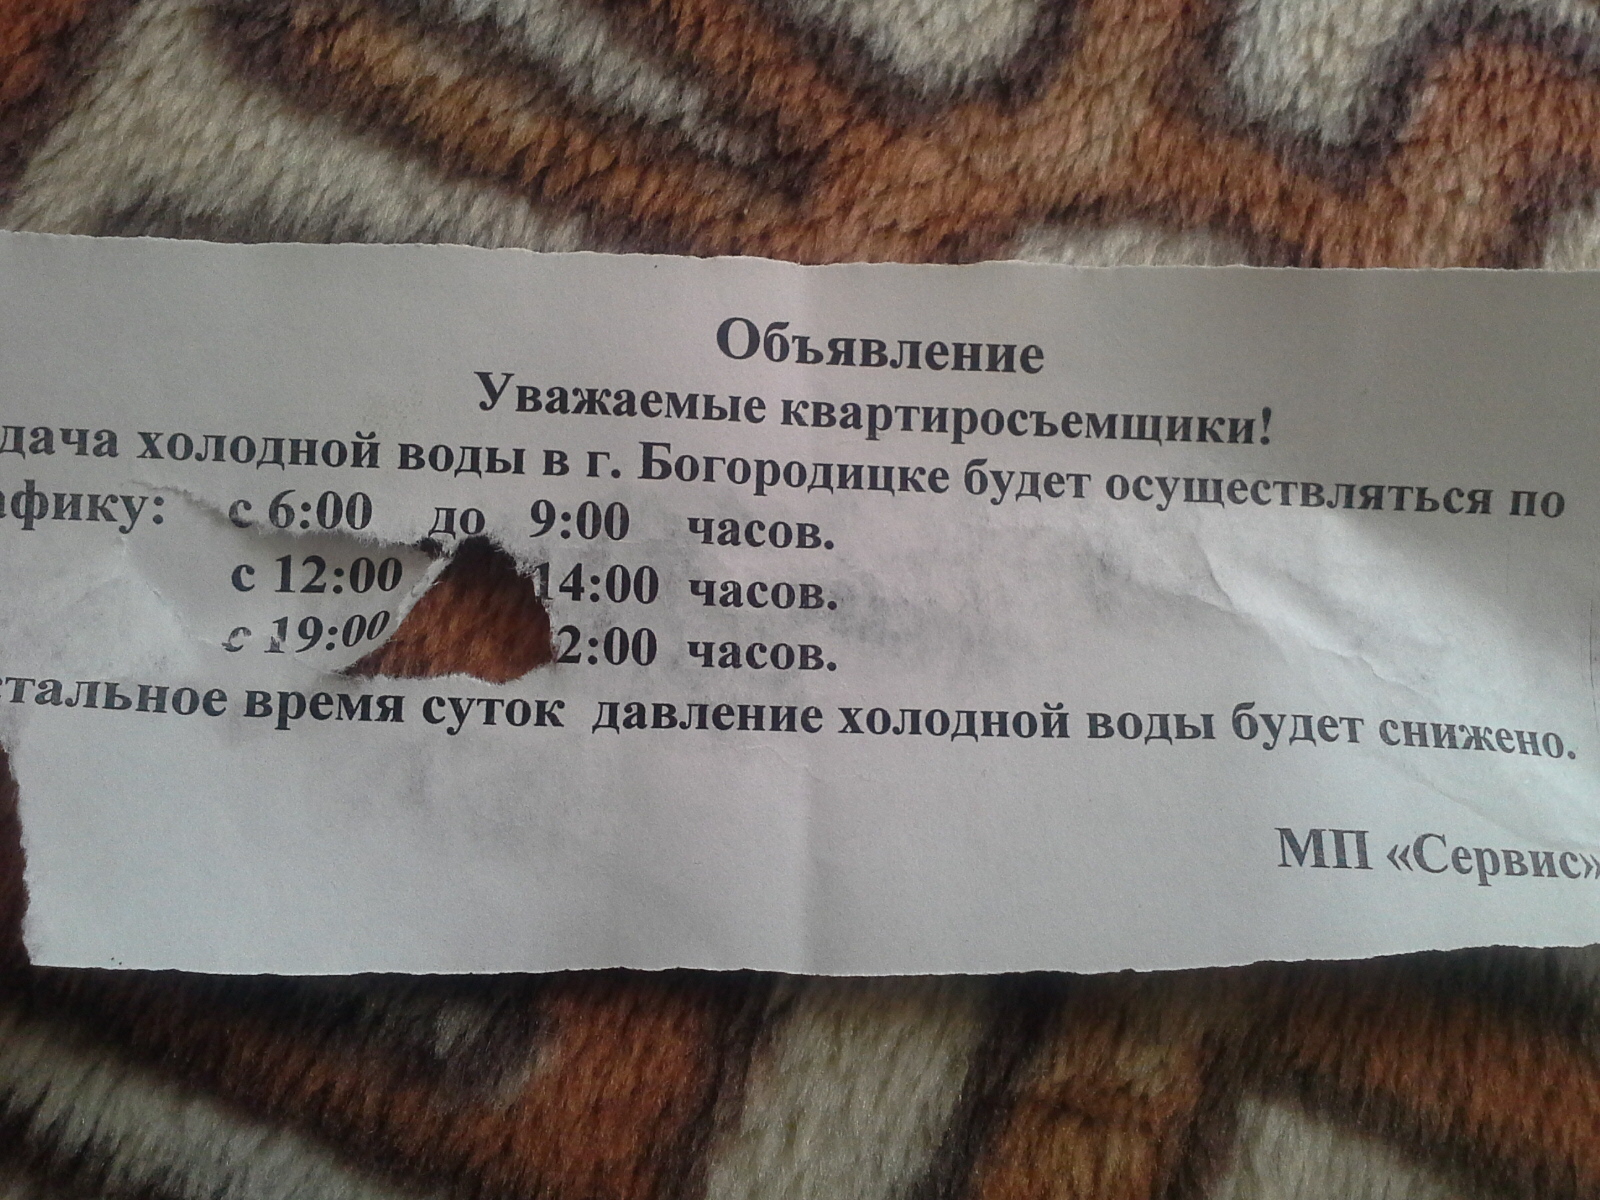 Объявление
Уважаемые квартиросъемщики!
дача холодной воды в г. Богородицке будет осуществляться по
афику: с 6:00 до 9:00 часов.
с 12:00 14:00 часов.
с 19:00 2:00 часов.
стальное время суток давление холодной воды будет снижено.
МП «Сервис»